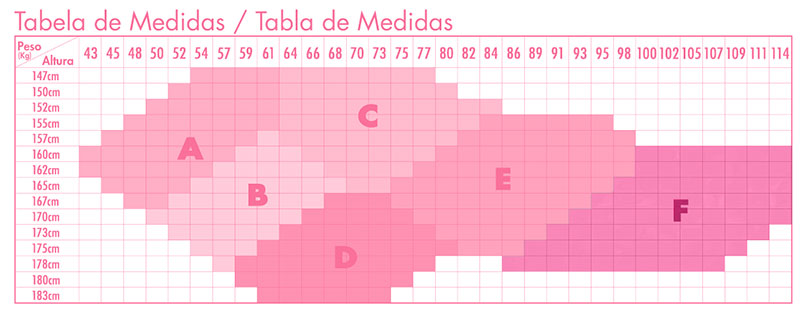 Tabela de Medidas / Tabla de Medidas
Peso (Kg) Altura 43 45 48 50 52 54 57 59 61 64 66 68 70 73 75 77 80 82 84 86 89 91 93 96 98 100 102 105 107 109 111 114
147cm
150cm
152cm C
155cm
157cm
160cm A
162cm E
165cm B
167cm F
170cm
173cm
175cm D
178cm
180cm
183cm